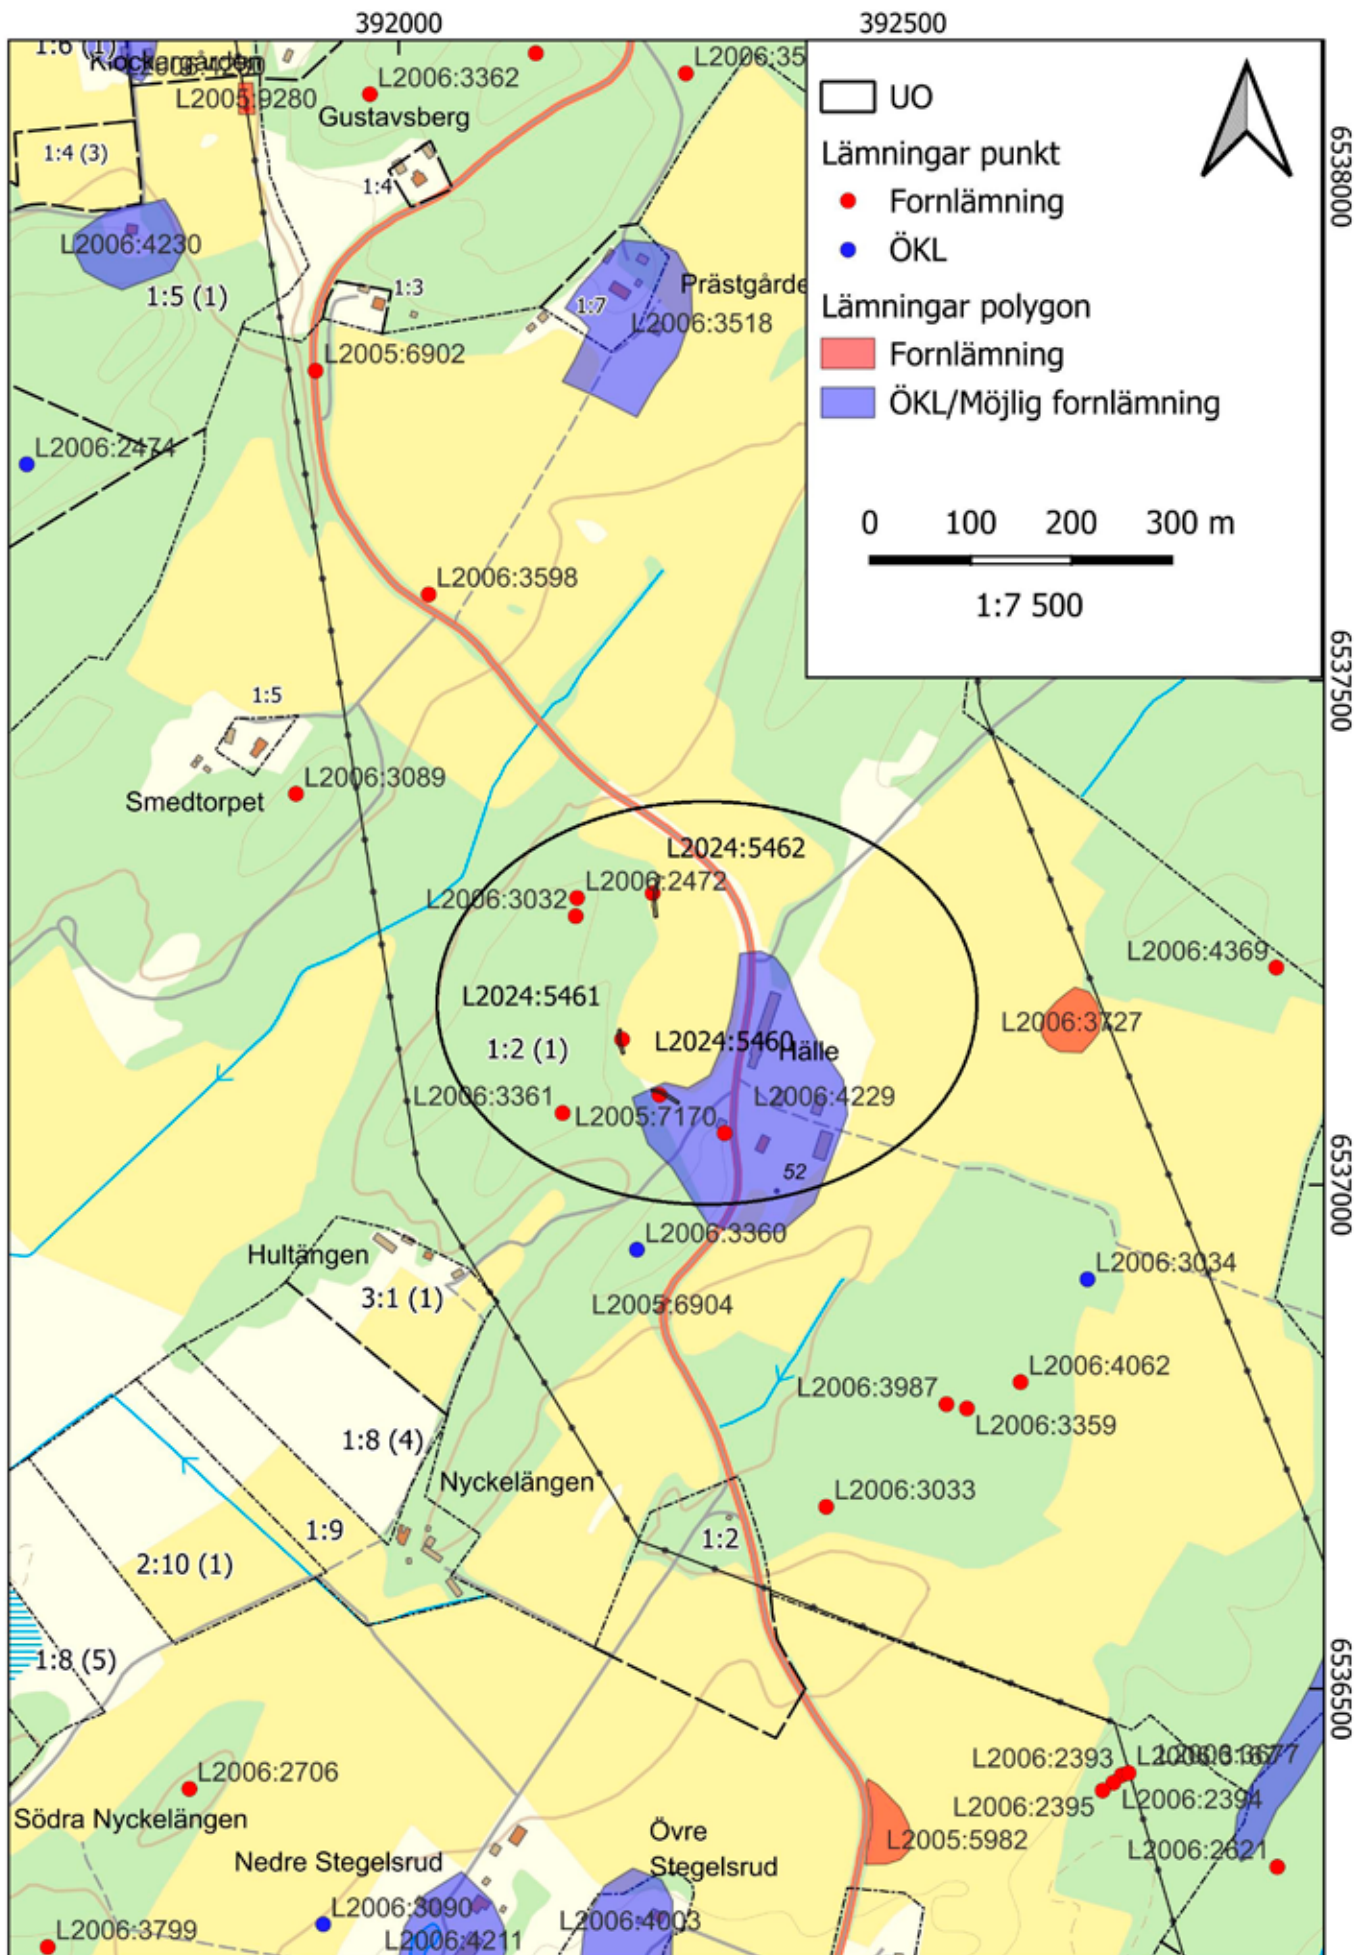 392000
392500
1:6 (1)
Klockargården
L2005:9280
L2006:3362
Gustavsberg
1:4 (3)
1:4
L2006:4230
1:5 (1)
1:3
1:7
Prästgårde
L2006:3518
L2005:6902
L2006:2474
UO
Lämningar punkt
Fornlämning
ÖKL
Lämningar polygon
Fornlämning
ÖKL/Möjlig fornlämning
0 100 200 300 m
1:7 500
6538000
L2006:3598
6537500
1:5
L2006:3089
Smedtorpet
L2024:5462
L2006:2472
L2006:3032
L2006:4369
L2024:5461
L2006:3727
1:2 (1)
L2024:5460
Hälle
L2006:3361
L2005:7170
L2006:4229
52
6537000
L2006:3360
Hultängen
L2006:3034
3:1 (1)
L2005:6904
L2006:4062
L2006:3987
L2006:3359
1:8 (4)
Nyckelängen
L2006:3033
1:9
1:2
2:10 (1)
1:8 (5)
6536500
L2006:2393
L2006:2395
L2006:2394
L2006:2706
Södra Nyckelängen
L2005:5982
L2006:2621
Övre
Stegelsrud
Nedre Stegelsrud
L2006:3090
L2006:4003
L2006:4211
L2006:3799